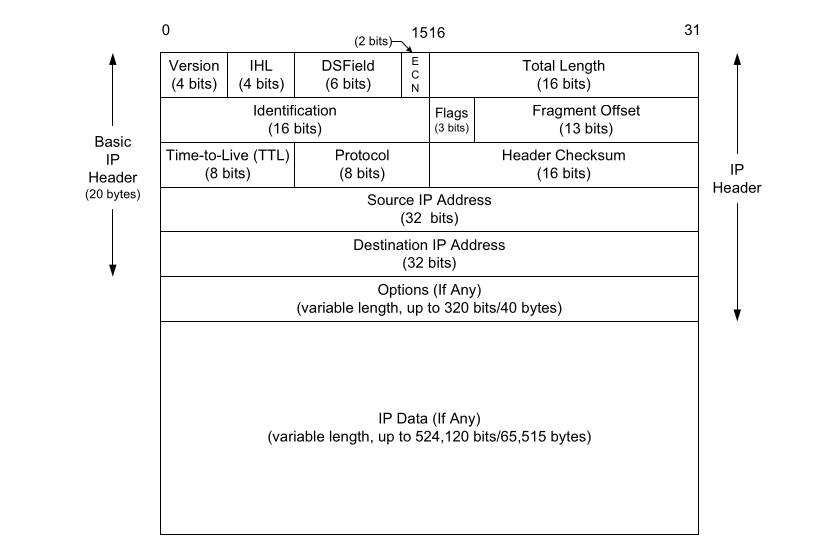 0
1516
31
(2 bits)
Version
(4 bits)
IHL
(4 bits)
DSField
(6 bits)
E
C
N
Total Length
(16 bits)
Identification
(16 bits)
Flags
(3 bits)
Fragment Offset
(13 bits)
Basic
IP
Header
(20 bytes)
Time-to-Live (TTL)
(8 bits)
Protocol
(8 bits)
Header Checksum
(16 bits)
IP
Header
Source IP Address
(32 bits)
Destination IP Address
(32 bits)
Options (If Any)
(variable length, up to 320 bits/40 bytes)
IP Data (If Any)
(variable length, up to 524,120 bits/65,515 bytes)